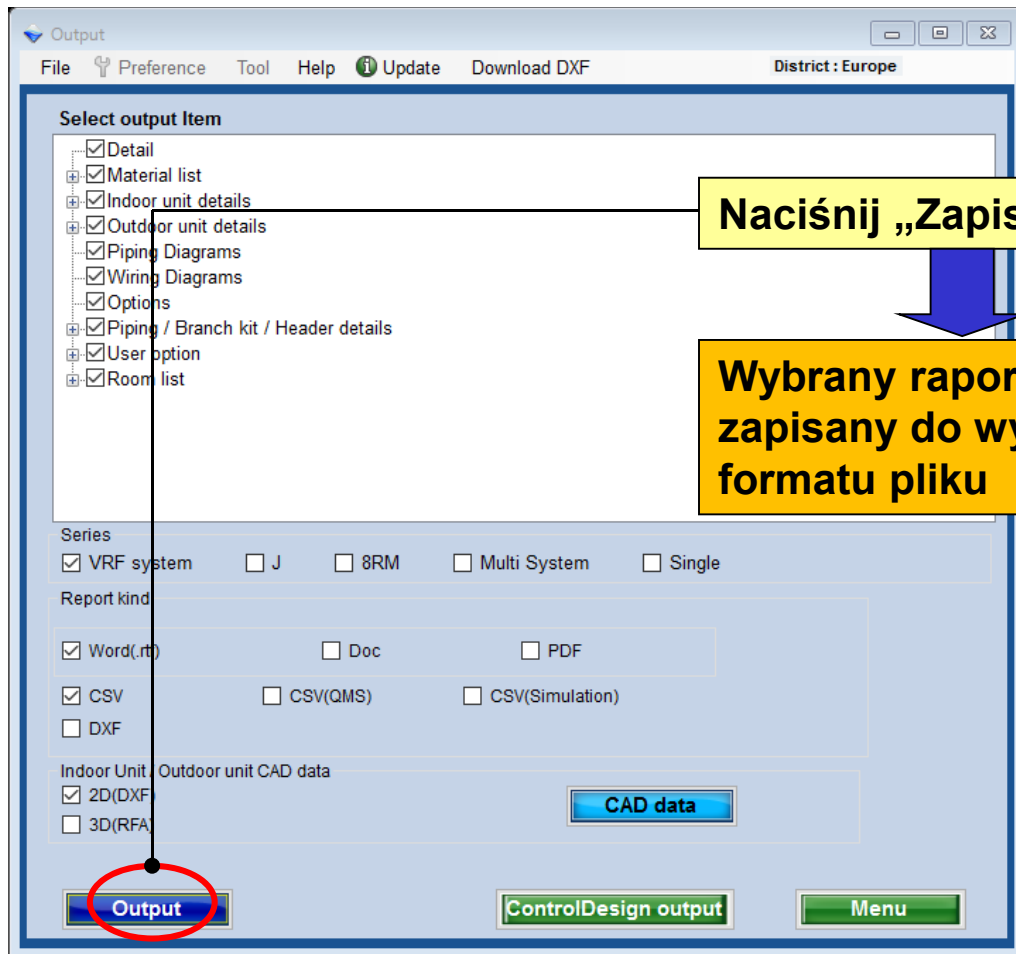 Output
File Preference Tool Help Update Download DXF District : Europe
Select output Item
Detail
Material list
Indoor unit details
Outdoor unit details
Piping Diagrams
Wiring Diagrams
Options
Piping / Branch kit / Header details
User option
Room list
Naciśnij „Zapis
Wybrany rapor
zapisany do wy
formatu pliku
Series
VRF system J 8RM Multi System Single
Report kind
Word(.rtf) Doc PDF
CSV CSV(QMS) CSV(Simulation)
DXF
Indoor Unit / Outdoor unit CAD data
2D(DXF)
3D(RFA)
CAD data
Output ControlDesign output Menu